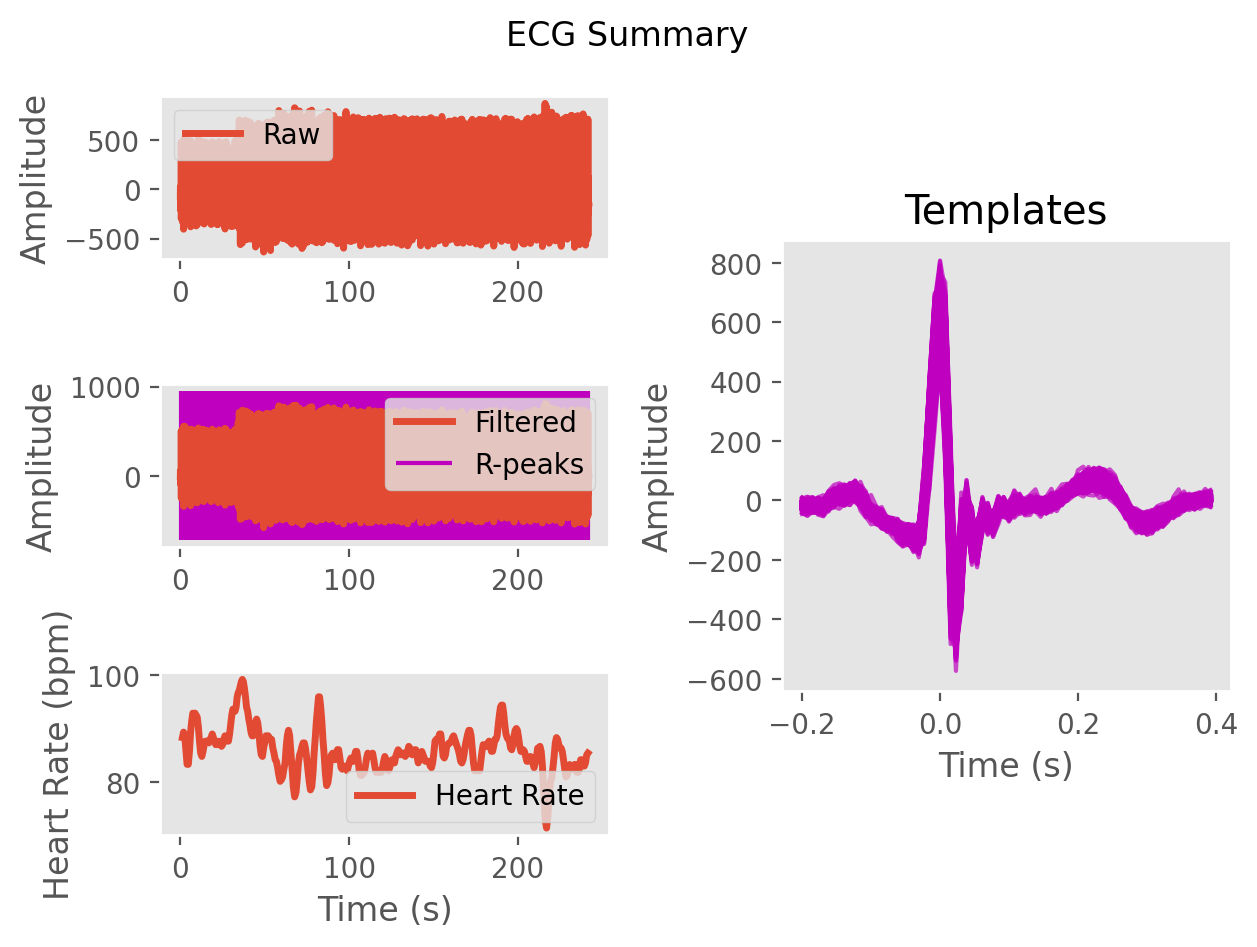 ECG Summary
Amplitude
500
0
−500
Raw
0 100 200
Amplitude
1000
0
Filtered
R-peaks
0 100 200
Heart Rate (bpm)
100
80
Heart Rate
0 100 200
Time (s)
Templates
Amplitude
800
600
400
200
0
−200
−400
−600
−0.2 0.0 0.2 0.4
Time (s)